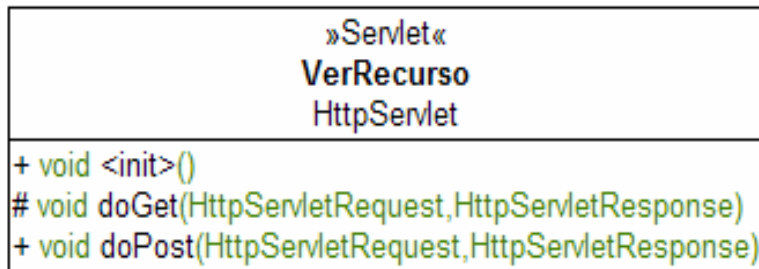 »Servlet«
VerRecurso
HttpServlet
+ void <init>()
# void doGet(HttpServletRequest,HttpServletResponse)
+ void doPost(HttpServletRequest,HttpServletResponse)